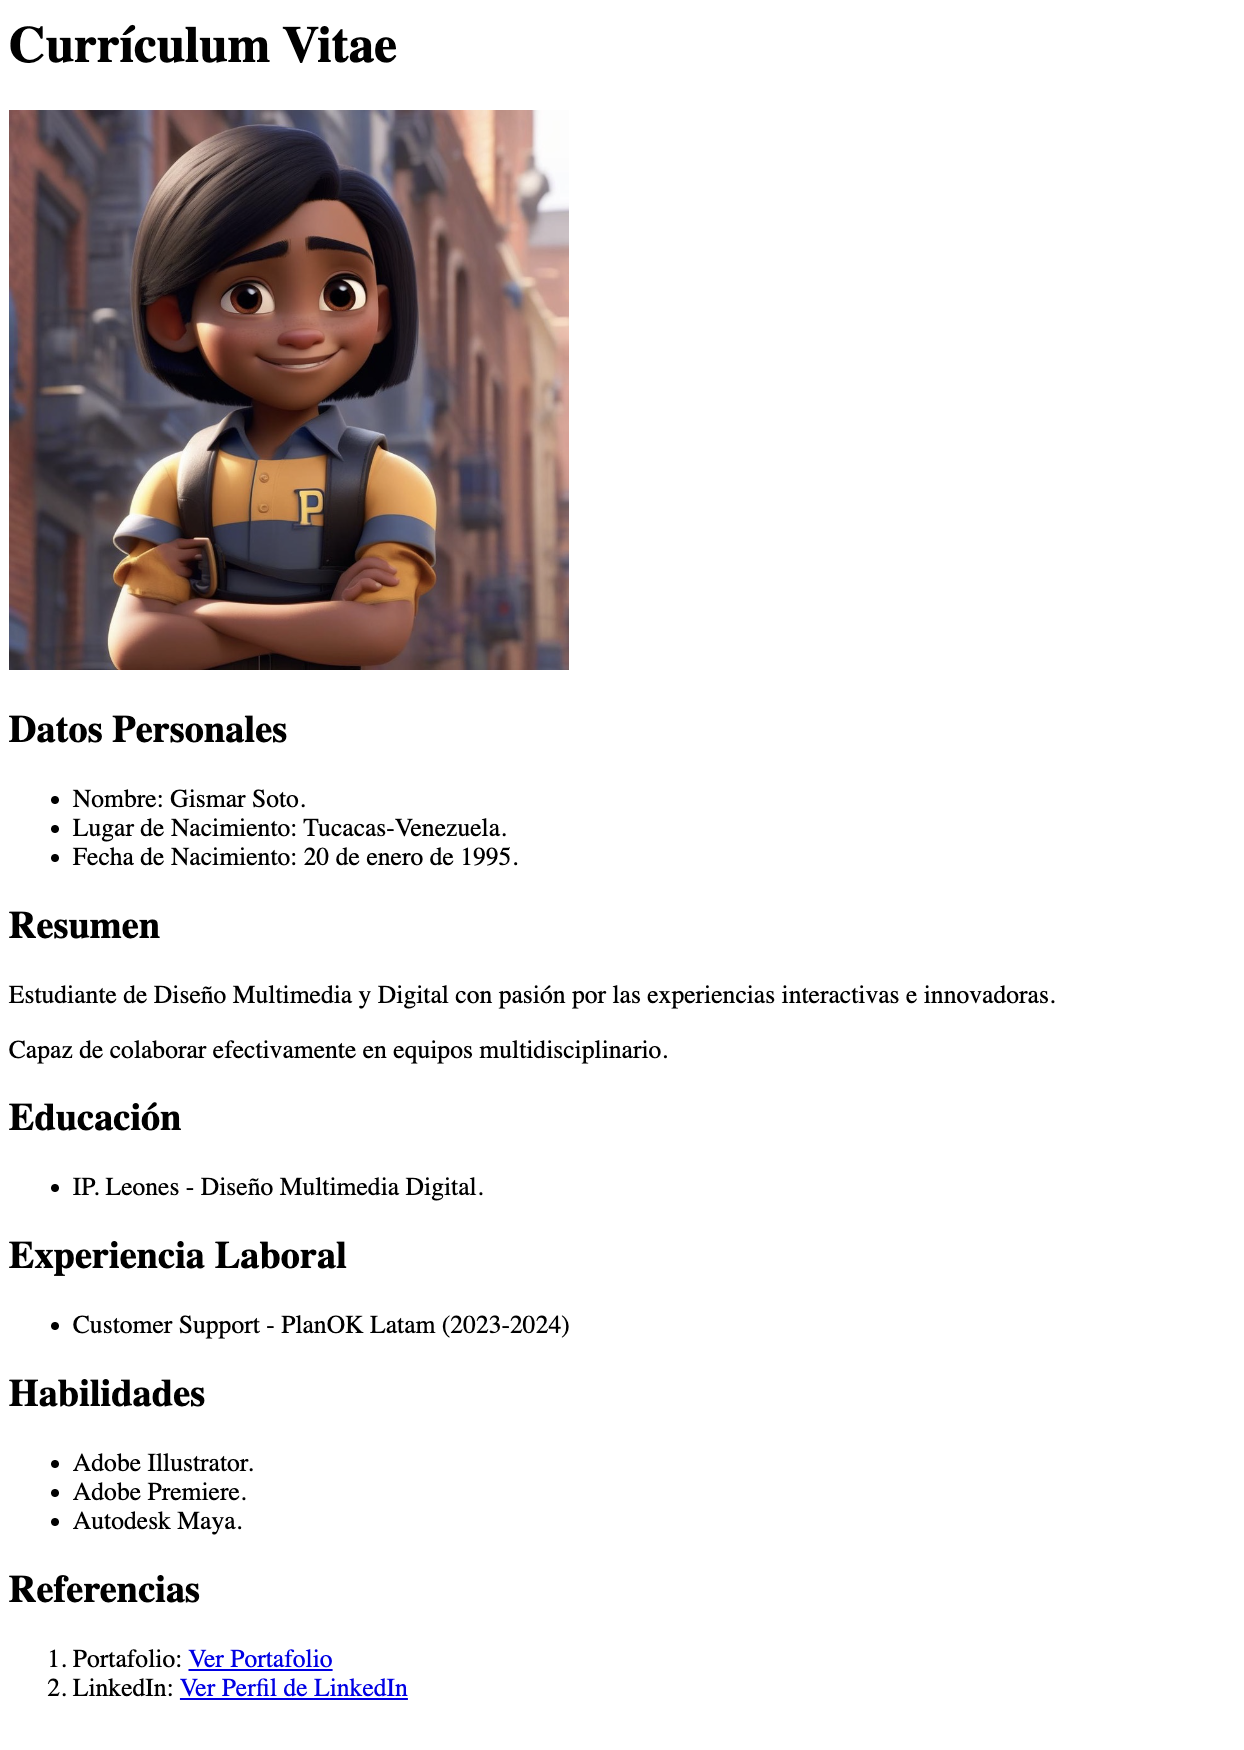 Currículum Vitae
P
Datos Personales
• Nombre: Gismar Soto.
• Lugar de Nacimiento: Tucacas-Venezuela.
• Fecha de Nacimiento: 20 de enero de 1995.
Resumen
Estudiante de Diseño Multimedia y Digital con pasión por las experiencias interactivas e innovadoras.
Capaz de colaborar efectivamente en equipos multidisciplinario.
Educación
• IP. Leones - Diseño Multimedia Digital.
Experiencia Laboral
• Customer Support - PlanOK Latam (2023-2024)
Habilidades
• Adobe Illustrator.
• Adobe Premiere.
• Autodesk Maya.
Referencias
1. Portafolio: Ver Portafolio
2. LinkedIn: Ver Perfil de LinkedIn